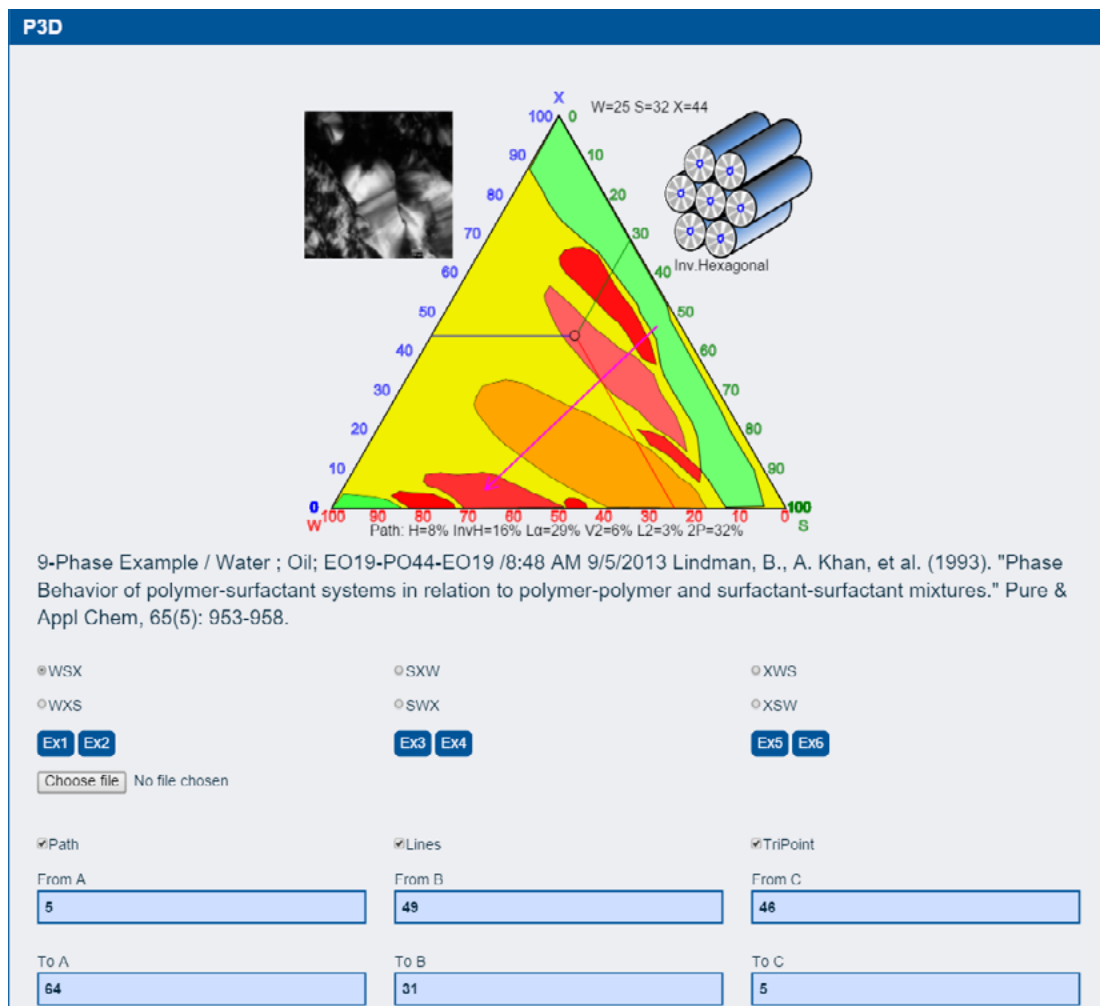 P3D
X
W=25 S=32 X=44
100 0
90 10
80 20
70 30
60 40
Inv.Hexagonal
50 50
40 60
30 70
20 80
10 90
0 100
W 100 90 80 70 60 50 40 30 20 10 0 S
Path: H=8% InvH=16% Lα=29% V2=6% L2=3% 2P=32%
9-Phase Example / Water ; Oil; EO19-PO44-EO19 /8:48 AM 9/5/2013 Lindman, B., A. Khan, et al. (1993). "Phase
Behavior of polymer-surfactant systems in relation to polymer-polymer and surfactant-surfactant mixtures." Pure &
Appl Chem, 65(5): 953-958.
WSX SXW XWS
WXS SWX XSW
Ex1 Ex2 Ex3 Ex4 Ex5 Ex6
Choose file No file chosen
Path Lines TriPoint
From A From B From C
5 49 46
To A To B To C
64 31 5